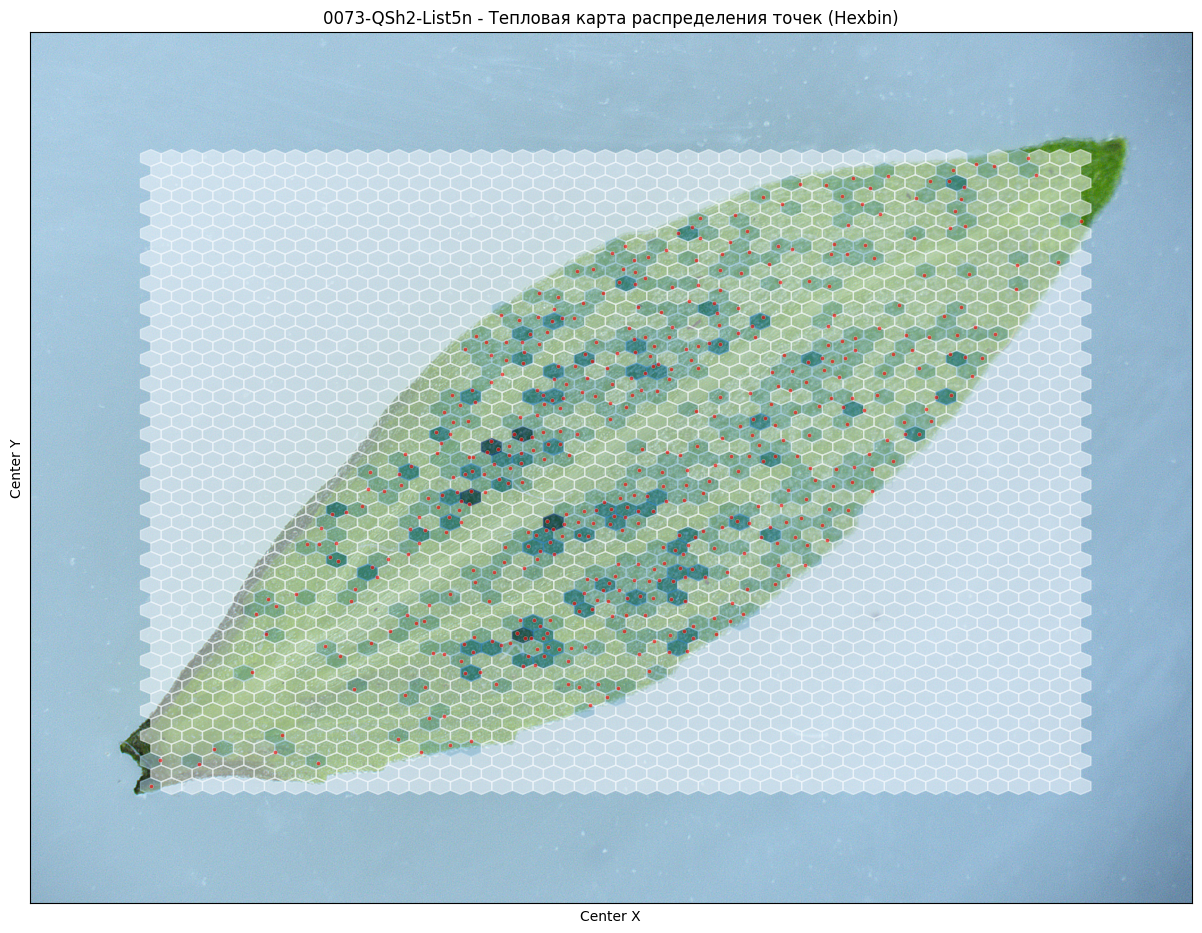 0073-QSh2-List5n - Тепловая карта распределения точек (Hexbin)
Center Y
Center X